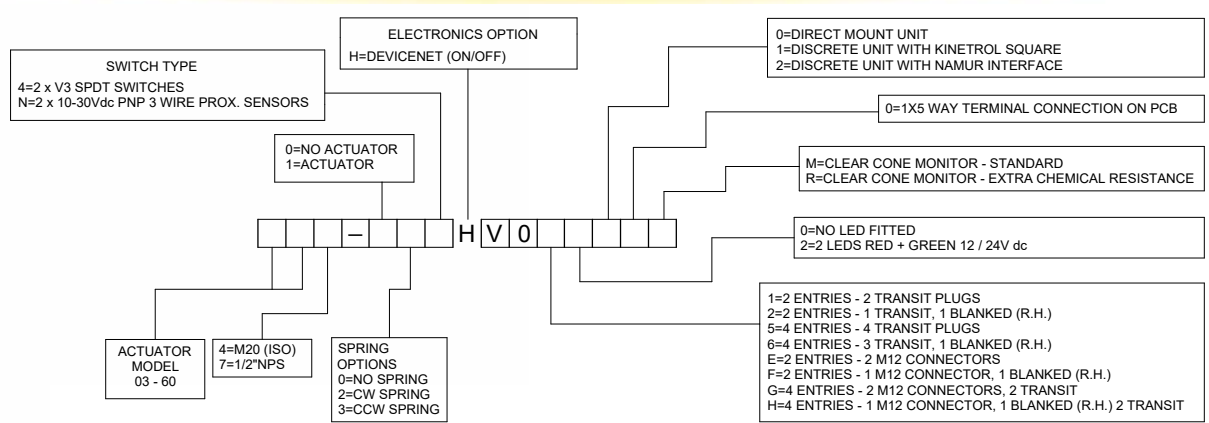 SWITCH TYPE
4=2 x V3 SPDT SWITCHES
N=2 x 10-30Vdc PNP 3 WIRE PROX. SENSORS
ELECTRONICS OPTION
H=DEVICENET (ON/OFF)
0=DIRECT MOUNT UNIT
1=DISCRETE UNIT WITH KINETROL SQUARE
2=DISCRETE UNIT WITH NAMUR INTERFACE
0=1X5 WAY TERMINAL CONNECTION ON PCB
0=NO ACTUATOR
1=ACTUATOR
M=CLEAR CONE MONITOR - STANDARD
R=CLEAR CONE MONITOR - EXTRA CHEMICAL RESISTANCE
– H V 0
0=NO LED FITTED
2=2 LEDS RED + GREEN 12 / 24V dc
ACTUATOR
MODEL
03 - 60
4=M20 (ISO)
7=1/2"NPS
SPRING
OPTIONS
0=NO SPRING
2=CW SPRING
3=CCW SPRING
1=2 ENTRIES - 2 TRANSIT PLUGS
2=2 ENTRIES - 1 TRANSIT, 1 BLANKED (R.H.)
5=4 ENTRIES - 4 TRANSIT PLUGS
6=4 ENTRIES - 3 TRANSIT, 1 BLANKED (R.H.)
E=2 ENTRIES - 2 M12 CONNECTORS
F=2 ENTRIES - 1 M12 CONNECTOR, 1 BLANKED (R.H.)
G=4 ENTRIES - 2 M12 CONNECTORS, 2 TRANSIT
H=4 ENTRIES - 1 M12 CONNECTOR, 1 BLANKED (R.H.) 2 TRANSIT